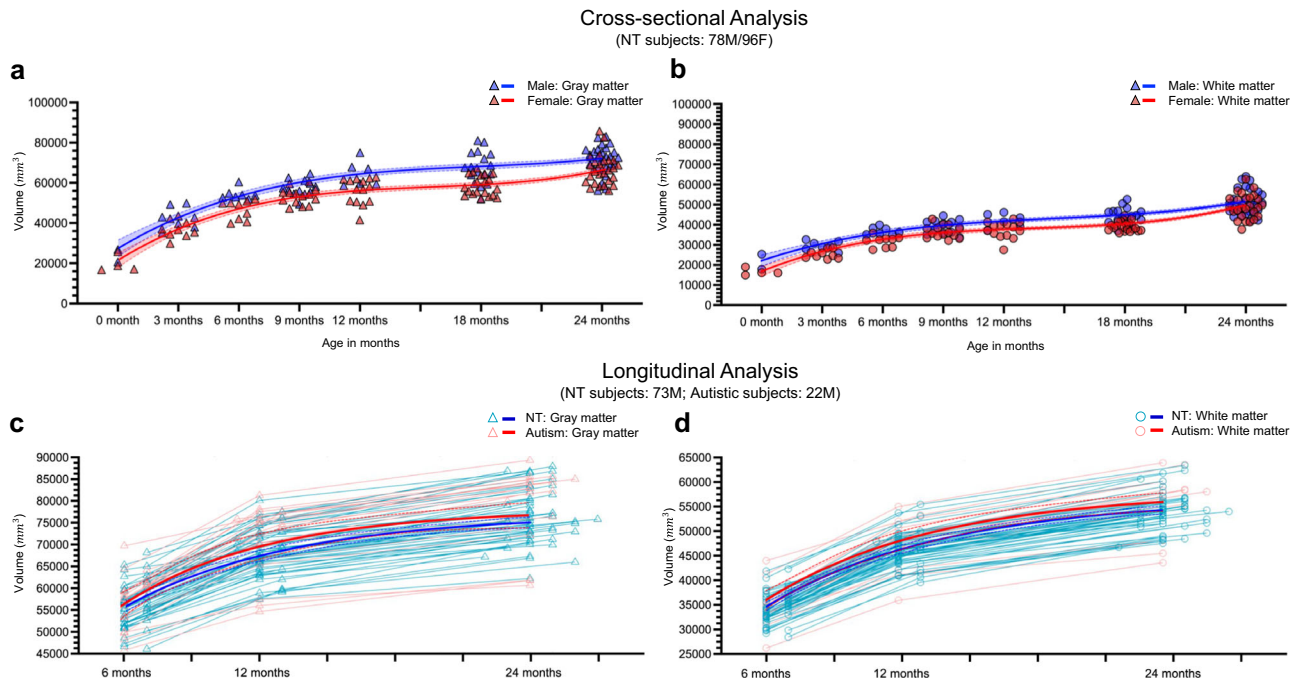 Cross-sectional Analysis
(NT subjects: 78M/96F)
a
Male: Gray matter
Female: Gray matter
100000
80000
60000
40000
20000
0
Volume (mm³)
0 month
3 months
6 months
9 months
12 months
18 months
24 months
Age in months
b
Male: White matter
Female: White matter
100000
90000
80000
70000
60000
50000
40000
30000
20000
10000
0
Volume (mm³)
0 month
3 months
6 months
9 months
12 months
18 months
24 months
Age in months
Longitudinal Analysis
(NT subjects: 73M; Autistic subjects: 22M)
c
NT: Gray matter
Autism: Gray matter
90000
85000
80000
75000
70000
65000
60000
55000
50000
45000
Volume (mm³)
6 months
12 months
24 months
d
NT: White matter
Autism: White matter
65000
60000
55000
50000
45000
40000
35000
30000
25000
Volume (mm³)
6 months
12 months
24 months